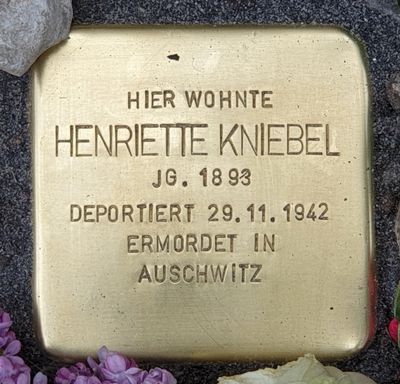 HIER WOHNTE
HENRIETTE KNIEBEL
JG. 1893
DEPORTIERT 29.11.1942
ERMORDET IN
AUSCHWITZ